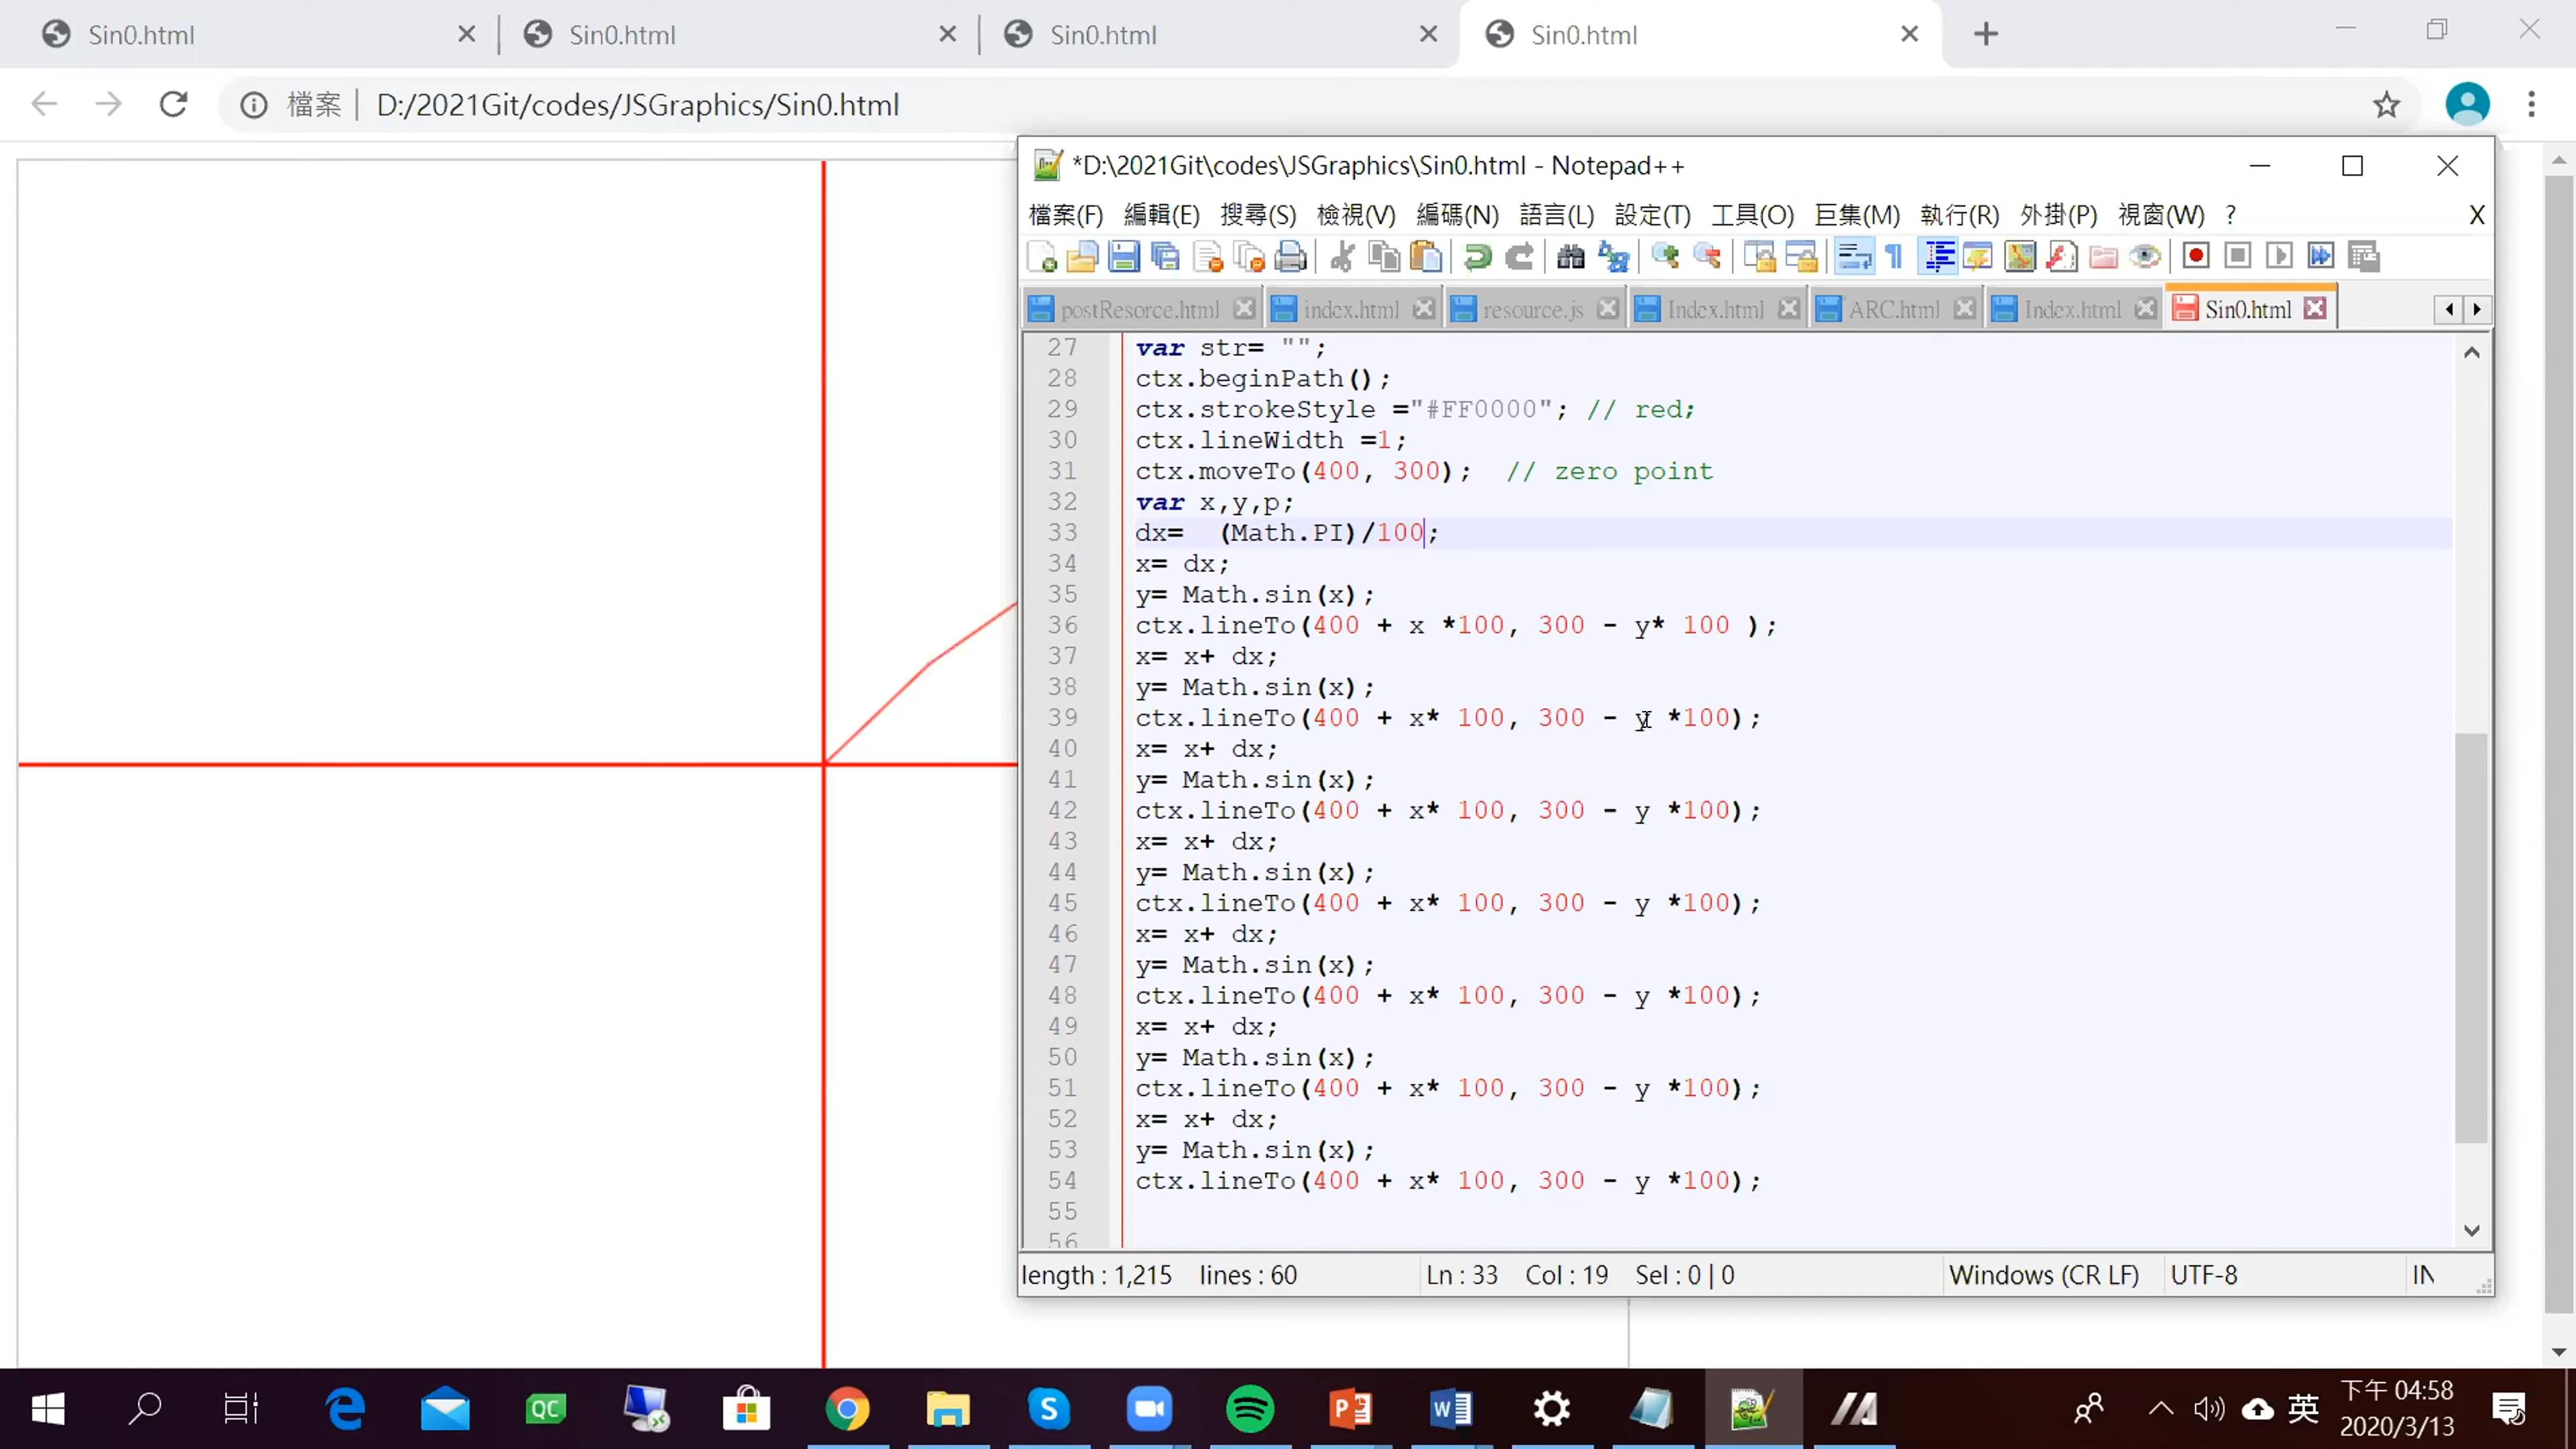 Sin0.html
Sin0.html
Sin0.html
Sin0.html
檔案 | D:/2021Git/codes/JSGraphics/Sin0.html
*D:\2021Git\codes\JSGraphics\Sin0.html - Notepad++
檔案(F) 編輯(E) 搜尋(S) 檢視(V) 編碼(N) 語言(L) 設定(T) 工具(O) 巨集(M) 執行(R) 外掛(P) 視窗(W) ? X
postResorce.html index.html resource.js Index.html ARC.html Index.html Sin0.html
27 var str= "";
28 ctx.beginPath();
29 ctx.strokeStyle ="#FF0000"; // red;
30 ctx.lineWidth =1;
31 ctx.moveTo(400, 300); // zero point
32 var x,y,p;
33 dx= (Math.PI)/100;
34 x= dx;
35 y= Math.sin(x);
36 ctx.lineTo(400 + x *100, 300 - y* 100 );
37 x= x+ dx;
38 y= Math.sin(x);
39 ctx.lineTo(400 + x* 100, 300 - y *100);
40 x= x+ dx;
41 y= Math.sin(x);
42 ctx.lineTo(400 + x* 100, 300 - y *100);
43 x= x+ dx;
44 y= Math.sin(x);
45 ctx.lineTo(400 + x* 100, 300 - y *100);
46 x= x+ dx;
47 y= Math.sin(x);
48 ctx.lineTo(400 + x* 100, 300 - y *100);
49 x= x+ dx;
50 y= Math.sin(x);
51 ctx.lineTo(400 + x* 100, 300 - y *100);
52 x= x+ dx;
53 y= Math.sin(x);
54 ctx.lineTo(400 + x* 100, 300 - y *100);
55
56
length : 1,215 lines : 60 Ln : 33 Col : 19 Sel : 0 | 0 Windows (CR LF) UTF-8 IN
QC
英
下午 04:58
2020/3/13